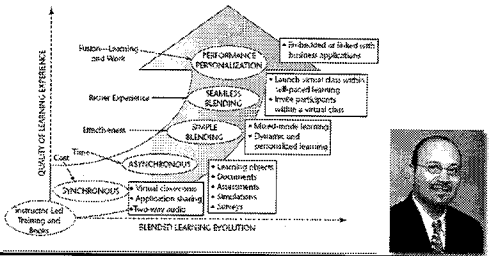 Fusion—Learning
and Work
PERFORMANCE
PERSONALIZATION
• Embedded or linked with
business applications
Richer Experience
SEAMLESS
BLENDING
• Launch virtual class within
self-paced learning
• Invite participants
within a virtual class
Effectiveness
SIMPLE
BLENDING
• Mixed-mode learning
• Dynamic and
personalized learning
Time
Cost
ASYNCHRONOUS
• Learning objects
• Documents
• Assessments
• Simulations
• Surveys
SYNCHRONOUS
• Virtual classrooms
• Application sharing
• Two-way audio
Instructor Led
Training and
Books
QUALITY OF LEARNING EXPERIENCE
BLENDED LEARNING EVOLUTION